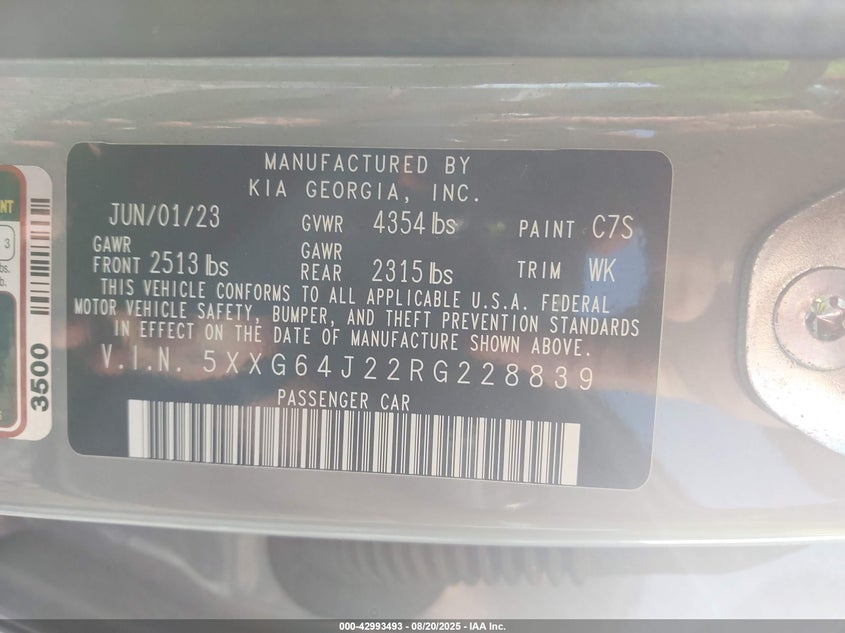 MANUFACTURED BY
KIA GEORGIA, INC.
JUN/01/23 GVWR 4354 lbs PAINT C7S
GAWR FRONT 2513 lbs GAWR REAR 2315 lbs TRIM WK
THIS VEHICLE CONFORMS TO ALL APPLICABLE U.S.A. FEDERAL
MOTOR VEHICLE SAFETY, BUMPER, AND THEFT PREVENTION STANDARDS
IN EFFECT ON THE DATE OF MANUFACTURE SHOWN ABOVE.
V.I.N. 5XXG64J22RG228839
PASSENGER CAR
3500
3
000-42993493 - 08/20/2025 - IAA Inc.